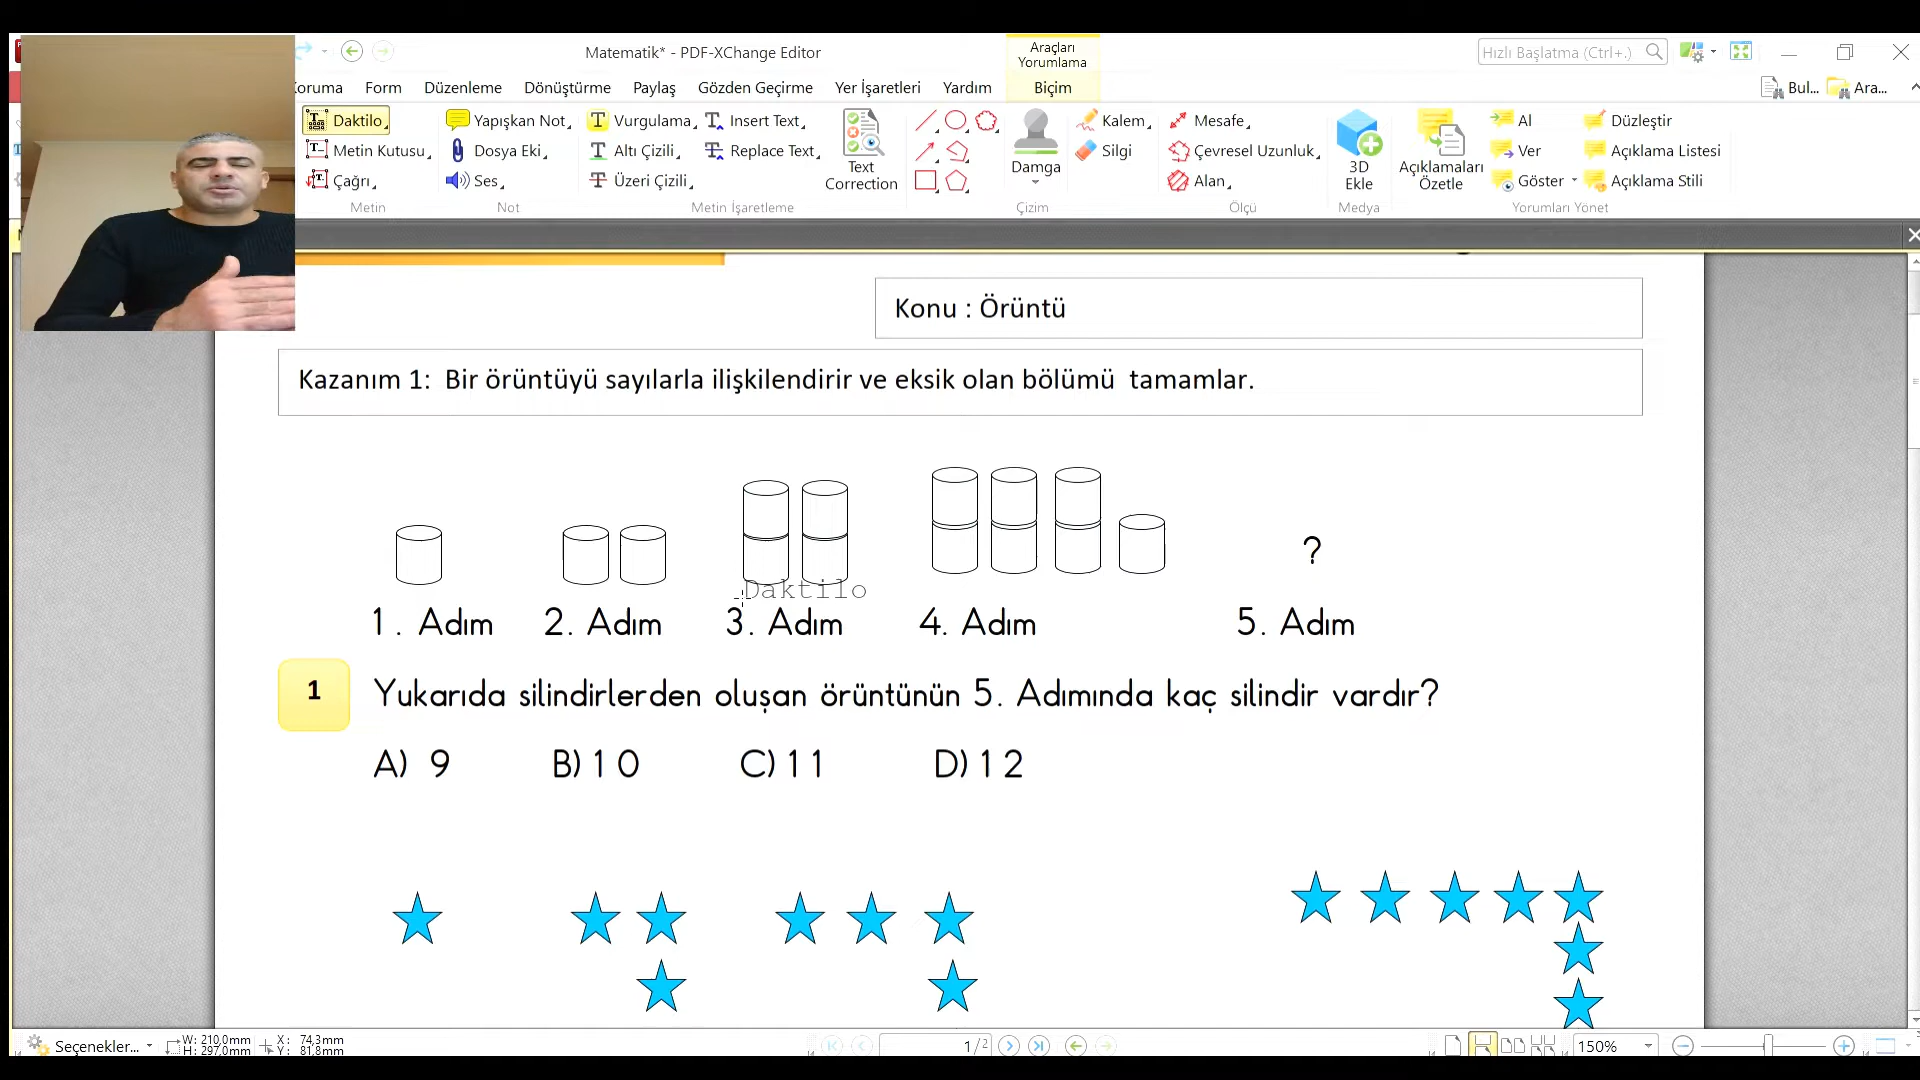 Matematik* - PDF-XChange Editor
Araçları
Yorumlama
Hızlı Başlatma (Ctrl+.)
Koruma Form Düzenleme Dönüştürme Paylaş Gözden Geçirme Yer İşaretleri Yardım Biçim Bul... Ara...
Daktilo Yapışkan Not Vurgulama Insert Text Kalem Mesafe Al Düzleştir
Metin Kutusu Dosya Eki Altı Çizili Replace Text Silgi Çevresel Uzunluk Ver Açıklama Listesi
Çağrı Ses Üzeri Çizili Alan Göster Açıklama Stili
Text
Correction
Damga
3D
Ekle
Açıklamaları
Özetle
Metin Not Metin İşaretleme Çizim Ölçü Medya Yorumları Yönet
Konu : Örüntü
Kazanım 1: Bir örüntüyü sayılarla ilişkilendirir ve eksik olan bölümü tamamlar.
?
Daktilo
1. Adım 2. Adım 3. Adım 4. Adım 5. Adım
1 Yukarıda silindirlerden oluşan örüntünün 5. Adımında kaç silindir vardır?
A) 9 B) 10 C) 11 D) 12
Seçenekler... W: 210,0mm X: 74,3mm
H: 297,0mm Y: 81,8mm
1/2
150%